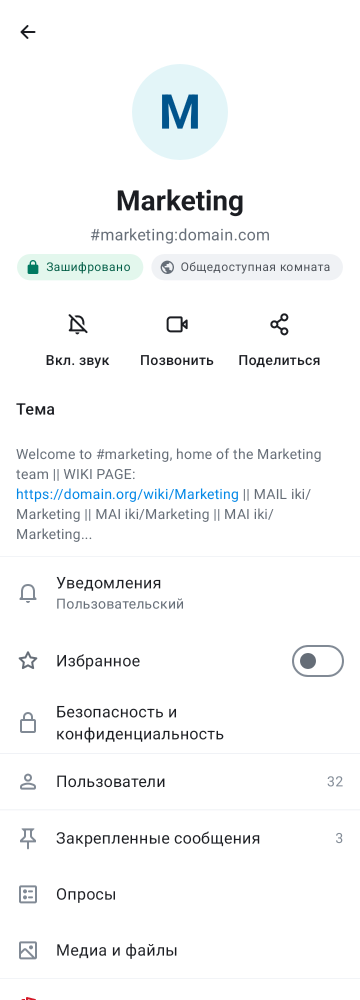 M
Marketing
#marketing:domain.com
Зашифровано
Общедоступная комната
Вкл. звук
Позвонить
Поделиться
Тема
Welcome to #marketing, home of the Marketing
team || WIKI PAGE:
https://domain.org/wiki/Marketing || MAIL iki/
Marketing || MAI iki/Marketing || MAI iki/
Marketing...
Уведомления
Пользовательский
Избранное
Безопасность и
конфиденциальность
Пользователи 32
Закрепленные сообщения 3
Опросы
Медиа и файлы